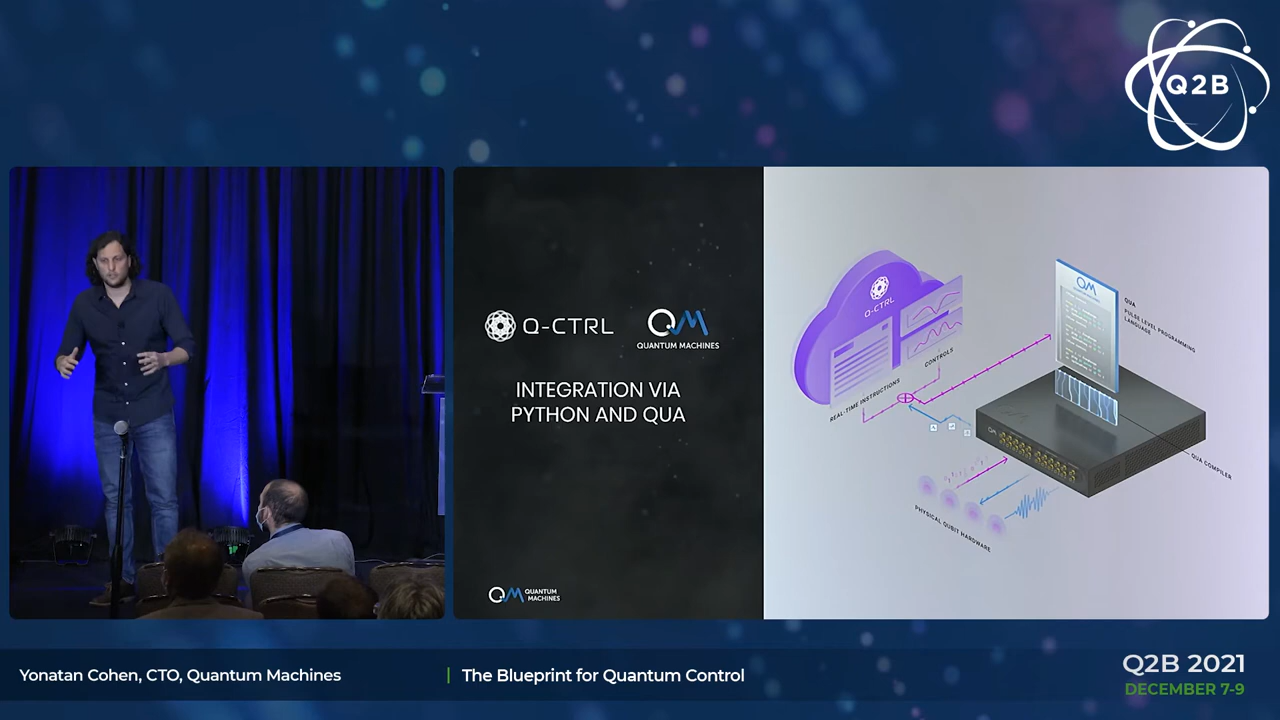 Q2B
Q-CTRL
QM
QUANTUM MACHINES
INTEGRATION VIA
PYTHON AND QUA
QM QUANTUM
MACHINES
Q-CTRL
CONTROLS
REAL-TIME INSTRUCTIONS
QM
QUA
PULSE LEVEL PROGRAMMING
LANGUAGE
QM
QUA COMPILER
PHYSICAL QUBIT HARDWARE
Yonatan Cohen, CTO, Quantum Machines
The Blueprint for Quantum Control
Q2B 2021
DECEMBER 7-9